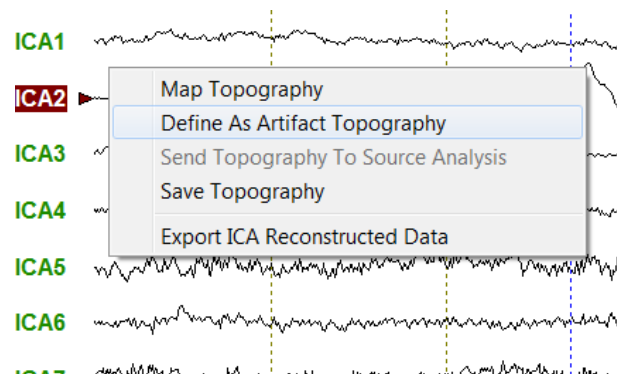 ICA1
Map Topography
ICA2
Define As Artifact Topography
ICA3
Send Topography To Source Analysis
Save Topography
ICA4
Export ICA Reconstructed Data
ICA5
ICA6
ICA7